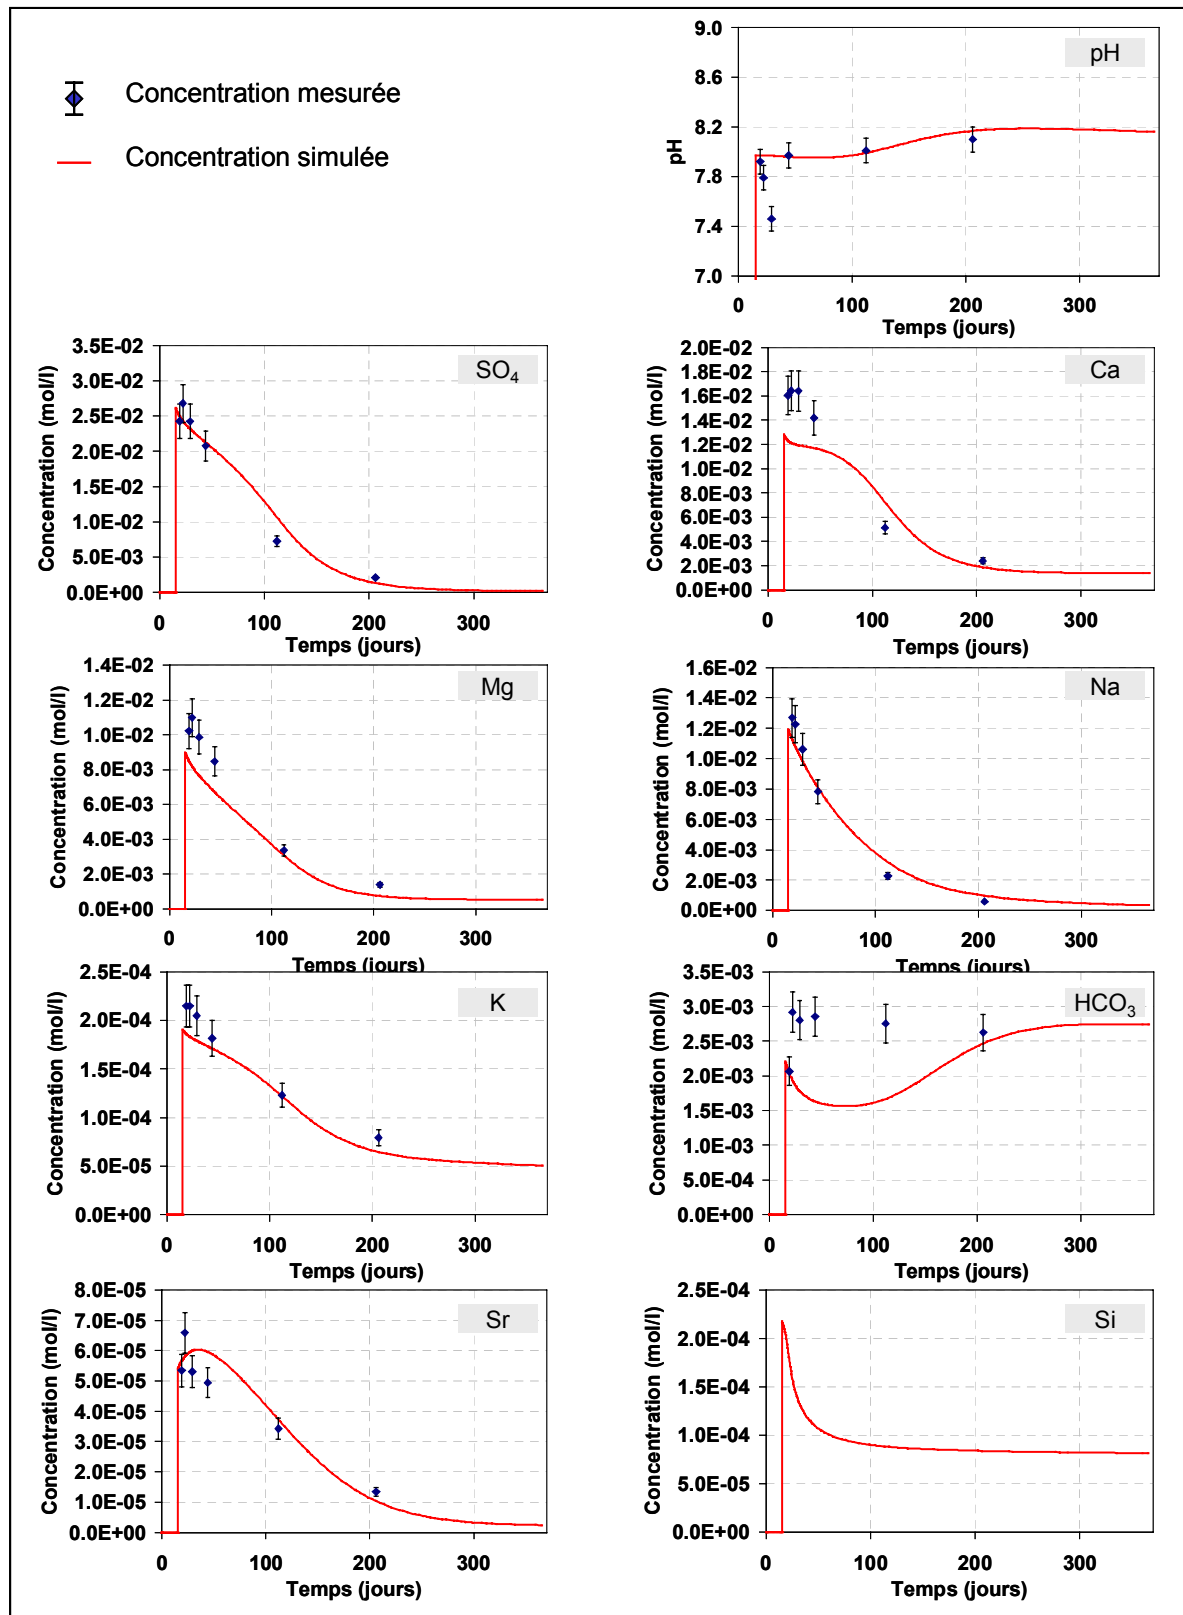 Concentration mesurée
Concentration simulée
pH
pH
9.0
8.6
8.2
7.8
7.4
7.0
0 100 200 300
Temps (jours)
SO4
Concentration (mol/l)
3.5E-02
3.0E-02
2.5E-02
2.0E-02
1.5E-02
1.0E-02
5.0E-03
0.0E+00
0 100 200 300
Temps (jours)
Ca
Concentration (mol/l)
2.0E-02
1.8E-02
1.6E-02
1.4E-02
1.2E-02
1.0E-02
8.0E-03
6.0E-03
4.0E-03
2.0E-03
0.0E+00
0 100 200 300
Temps (jours)
Mg
Concentration (mol/l)
1.4E-02
1.2E-02
1.0E-02
8.0E-03
6.0E-03
4.0E-03
2.0E-03
0.0E+00
0 100 200 300
Temps (jours)
Na
Concentration (mol/l)
1.6E-02
1.4E-02
1.2E-02
1.0E-02
8.0E-03
6.0E-03
4.0E-03
2.0E-03
0.0E+00
0 100 200 300
Temps (jours)
K
Concentration (mol/l)
2.5E-04
2.0E-04
1.5E-04
1.0E-04
5.0E-05
0.0E+00
0 100 200 300
Temps (jours)
HCO3
Concentration (mol/l)
3.5E-03
3.0E-03
2.5E-03
2.0E-03
1.5E-03
1.0E-03
5.0E-04
0.0E+00
0 100 200 300
Temps (jours)
Sr
Concentration (mol/l)
8.0E-05
7.0E-05
6.0E-05
5.0E-05
4.0E-05
3.0E-05
2.0E-05
1.0E-05
0.0E+00
0 100 200 300
Temps (jours)
Si
Concentration (mol/l)
2.5E-04
2.0E-04
1.5E-04
1.0E-04
5.0E-05
0.0E+00
0 100 200 300
Temps (jours)